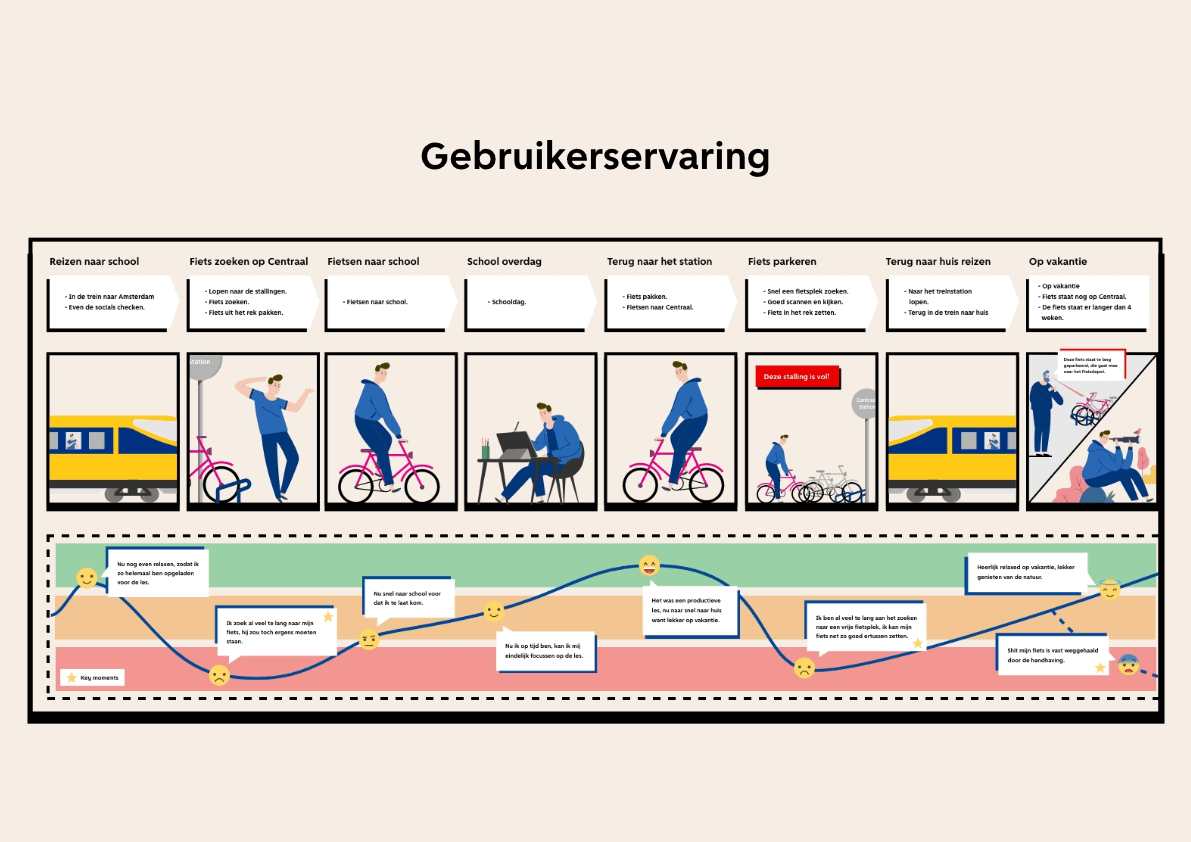 Gebruikerservaring
Reizen naar school
- In de trein naar Amsterdam
- Even de socials checken.
Fiets zoeken op Centraal
- Lopen naar de stallingen.
- Fiets zoeken.
- Fiets uit het rek pakken.
Fietsen naar school
- Fietsen naar school.
School overdag
- Schooldag.
Terug naar het station
- Fiets pakken.
- Fietsen naar Centraal.
Fiets parkeren
- Snel een fietsplek zoeken.
- Goed scannen en kijken.
- Fiets in het rek zetten.
Terug naar huis reizen
- Naar het treinstation
lopen.
- Terug in de trein naar huis
Op vakantie
- Op vakantie
- Fiets staat nog op Centraal.
- De fiets staat er langer dan 4
weken.
Station
Deze stalling is vol!
Centraal
Station
Deze fiets staat te lang
geparkeerd, die gaat mee
naar het Fietsdepot.
Nu nog even relaxen, zodat ik
zo helemaal ben opgeladen
voor de les.
Ik zoek al veel te lang naar mijn
fiets, hij zou toch ergens moeten
staan.
Nu snel naar school voor
dat ik te laat kom.
Nu ik op tijd ben, kan ik mij
eindelijk focussen op de les.
Het was een productieve
les, nu naar snel naar huis
want lekker op vakantie.
Ik ben al veel te lang aan het zoeken
naar een vrije fietsplek, ik kan mijn
fiets net zo goed ertussen zetten.
Heerlijk relaxed op vakantie, lekker
genieten van de natuur.
Shit mijn fiets is vast weggehaald
door de handhaving.
Key moments